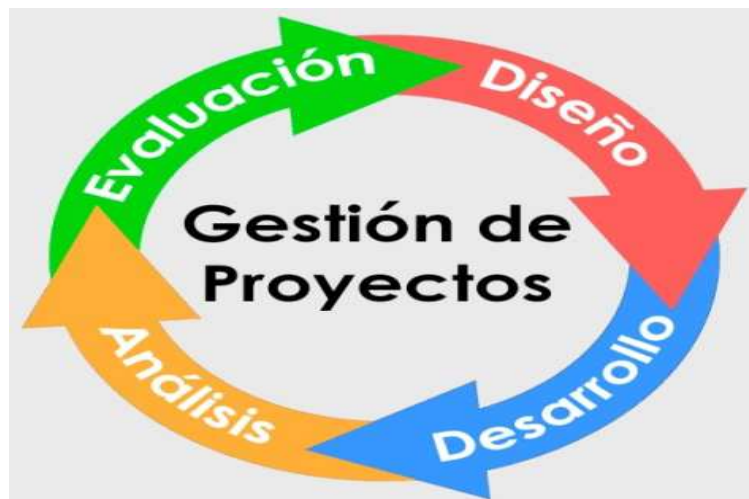 Evaluación
Diseño
Gestión de
Proyectos
Análisis
Desarrollo